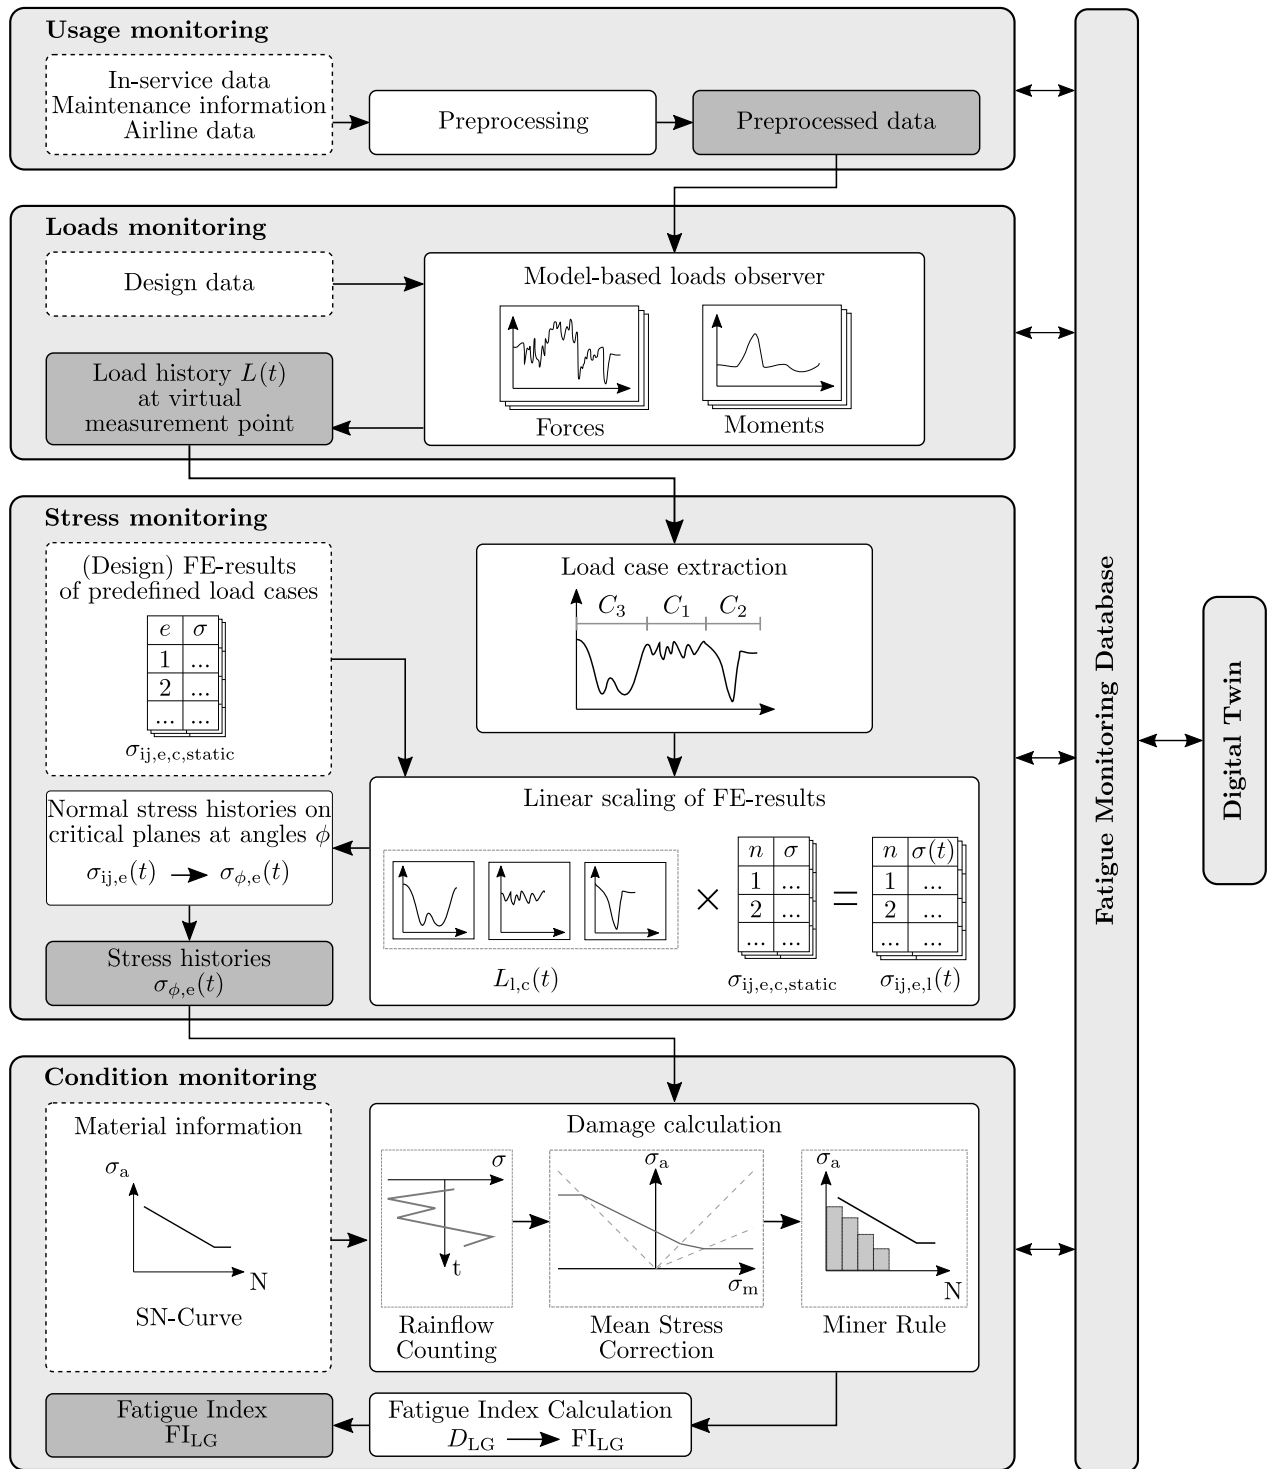 Usage monitoring
In-service data
Maintenance information
Airline data
Preprocessing
Preprocessed data
Loads monitoring
Design data
Model-based loads observer
Forces
Moments
Load history L(t)
at virtual
measurement point
Stress monitoring
(Design) FE-results
of predefined load cases
e σ
1 ...
2 ...
... ...
σij,e,c,static
Load case extraction
C3 C1 C2
Linear scaling of FE-results
Ll,c(t)
×
n σ
1 ...
2 ...
... ...
σij,e,c,static
=
n σ(t)
1 ...
2 ...
... ...
σij,e,l(t)
Normal stress histories on
critical planes at angles ϕ
σij,e(t) → σϕ,e(t)
Stress histories
σϕ,e(t)
Condition monitoring
Material information
σa
N
SN-Curve
Damage calculation
σ
t
Rainflow
Counting
σa
σm
Mean Stress
Correction
σa
N
Miner Rule
Fatigue Index Calculation
DLG → FILG
Fatigue Index
FILG
Fatigue Monitoring Database
Digital Twin